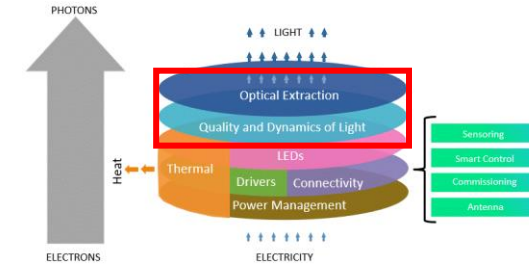 PHOTONS
LIGHT
Optical Extraction
Quality and Dynamics of Light
LEDs
Thermal
Drivers
Connectivity
Power Management
Heat
Sensoring
Smart Control
Commissioning
Antenna
ELECTRONS
ELECTRICITY